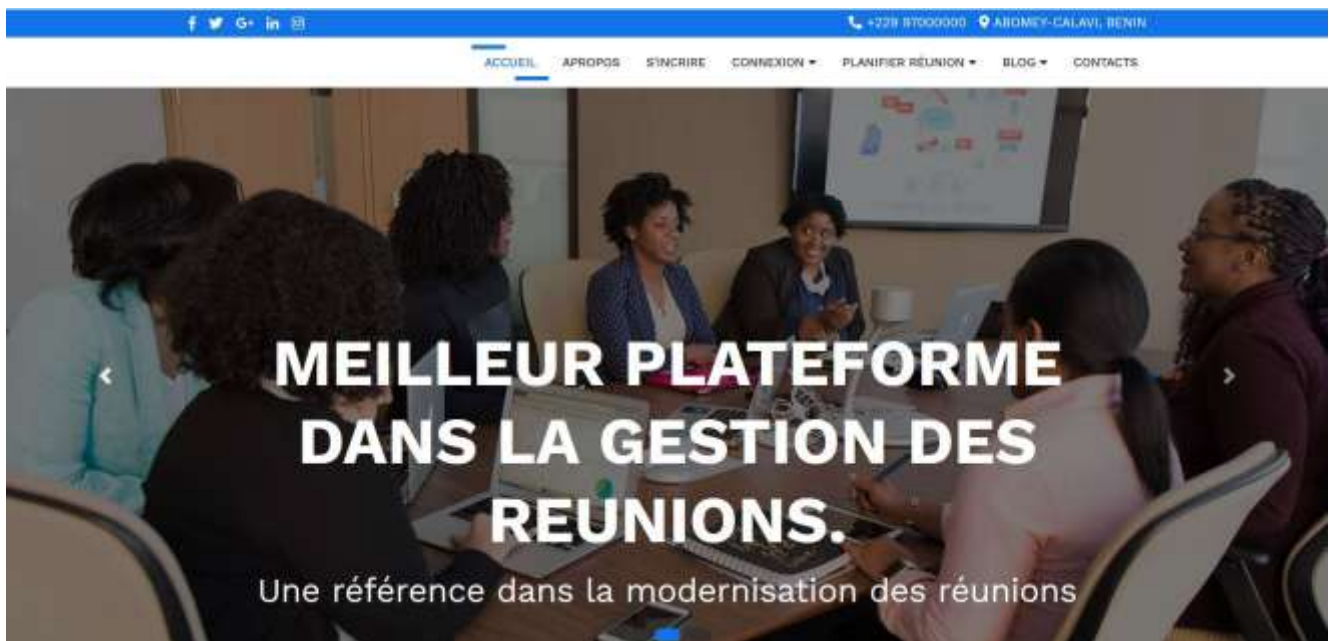 +229 97000000 ABOMEY-CALAVI, BENIN
ACCUEIL APROPOS S'INCRIRE CONNEXION PLANIFIER RÉUNION BLOG CONTACTS
MEILLEUR PLATEFORME
DANS LA GESTION DES
REUNIONS.
Une référence dans la modernisation des réunions